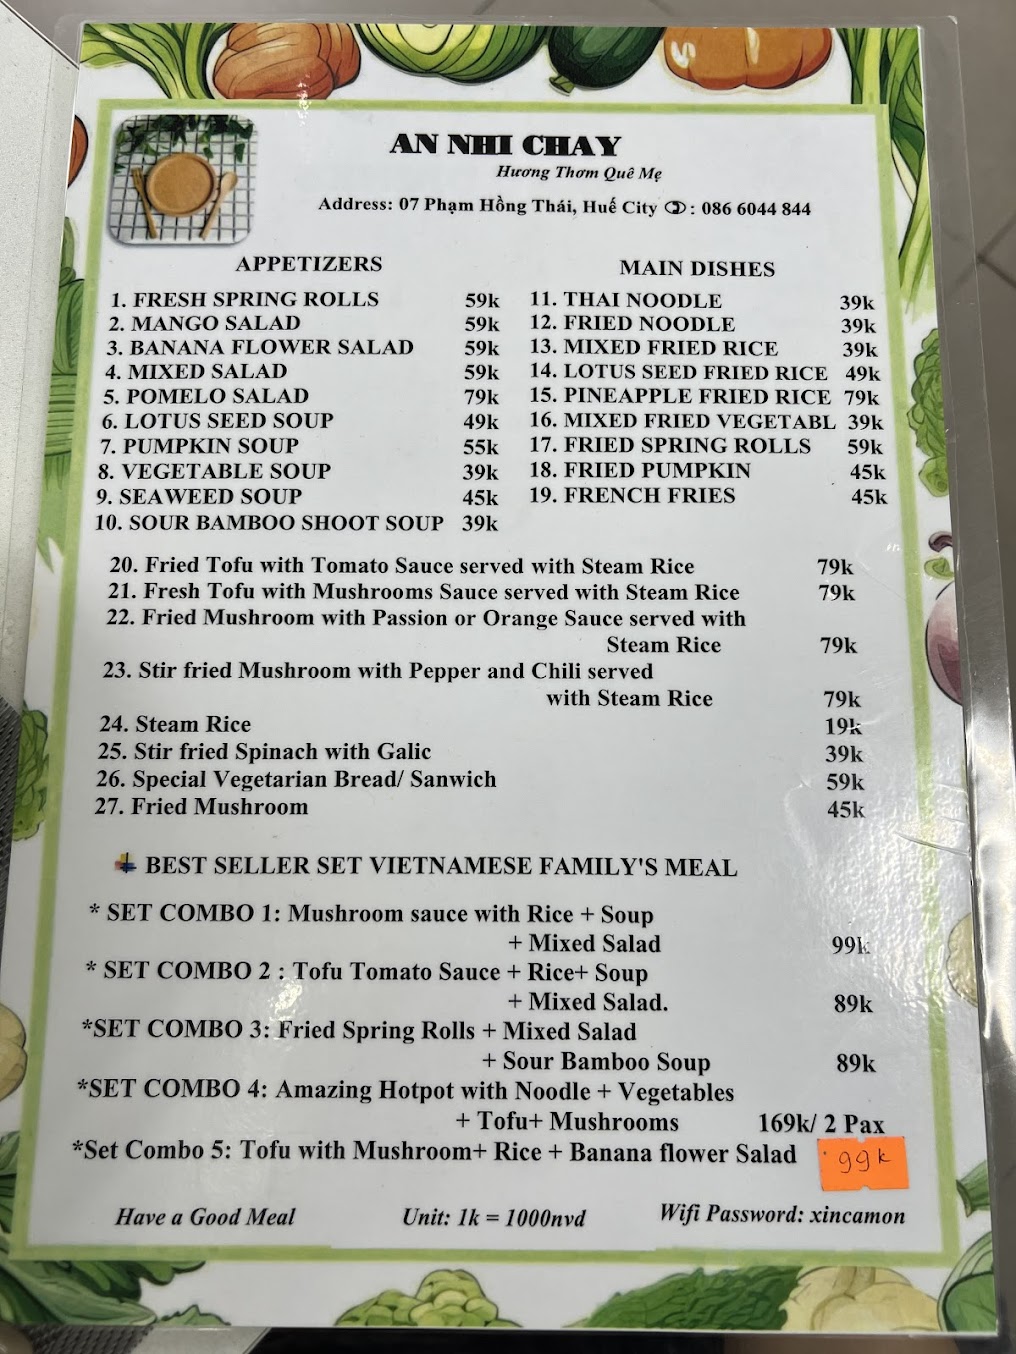 AN NHI CHAY
Hương Thơm Quê Mẹ
Address: 07 Phạm Hồng Thái, Huế City : 086 6044 844
APPETIZERS
1. FRESH SPRING ROLLS 59k
2. MANGO SALAD 59k
3. BANANA FLOWER SALAD 59k
4. MIXED SALAD 59k
5. POMELO SALAD 79k
6. LOTUS SEED SOUP 49k
7. PUMPKIN SOUP 55k
8. VEGETABLE SOUP 39k
9. SEAWEED SOUP 45k
10. SOUR BAMBOO SHOOT SOUP 39k
MAIN DISHES
11. THAI NOODLE 39k
12. FRIED NOODLE 39k
13. MIXED FRIED RICE 39k
14. LOTUS SEED FRIED RICE 49k
15. PINEAPPLE FRIED RICE 79k
16. MIXED FRIED VEGETABL 39k
17. FRIED SPRING ROLLS 59k
18. FRIED PUMPKIN 45k
19. FRENCH FRIES 45k
20. Fried Tofu with Tomato Sauce served with Steam Rice 79k
21. Fresh Tofu with Mushrooms Sauce served with Steam Rice 79k
22. Fried Mushroom with Passion or Orange Sauce served with
Steam Rice 79k
23. Stir fried Mushroom with Pepper and Chili served
with Steam Rice 79k
24. Steam Rice 19k
25. Stir fried Spinach with Galic 39k
26. Special Vegetarian Bread/ Sanwich 59k
27. Fried Mushroom 45k
BEST SELLER SET VIETNAMESE FAMILY'S MEAL
* SET COMBO 1: Mushroom sauce with Rice + Soup
+ Mixed Salad 99k
* SET COMBO 2 : Tofu Tomato Sauce + Rice+ Soup
+ Mixed Salad. 89k
*SET COMBO 3: Fried Spring Rolls + Mixed Salad
+ Sour Bamboo Soup 89k
*SET COMBO 4: Amazing Hotpot with Noodle + Vegetables
+ Tofu+ Mushrooms 169k/ 2 Pax
*Set Combo 5: Tofu with Mushroom+ Rice + Banana flower Salad 99k
Have a Good Meal Unit: 1k = 1000nvd Wifi Password: xincamon